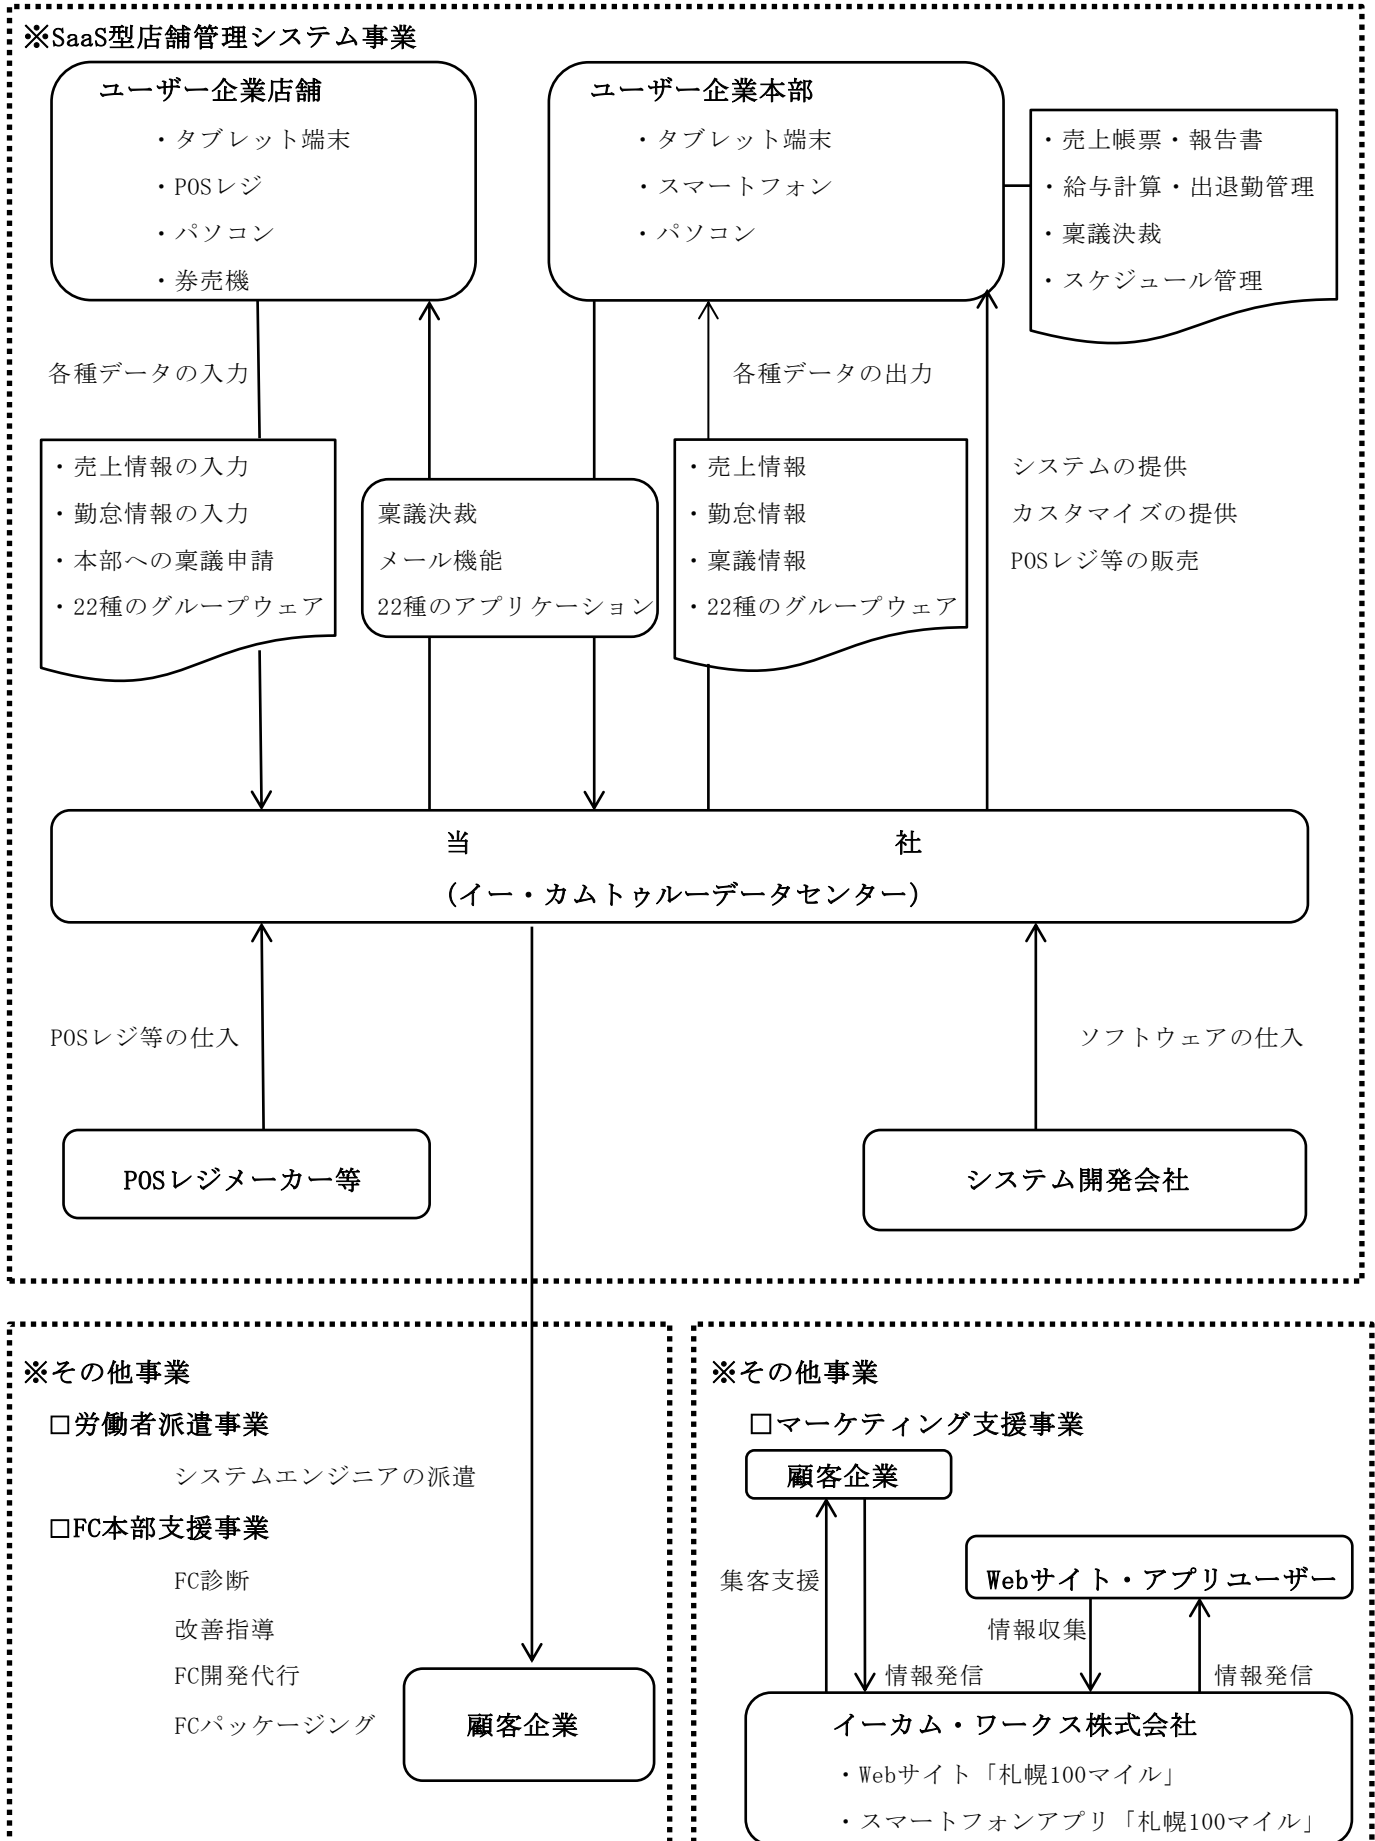 ※SaaS型店舗管理システム事業
ユーザー企業店舗
・タブレット端末
・POSレジ
・パソコン
・券売機
ユーザー企業本部
・タブレット端末
・スマートフォン
・パソコン
・売上帳票・報告書
・給与計算・出退勤管理
・稟議決裁
・スケジュール管理
各種データの入力
各種データの出力
・売上情報の入力
・勤怠情報の入力
・本部への稟議申請
・22種のグループウェア
稟議決裁
メール機能
22種のアプリケーション
・売上情報
・勤怠情報
・稟議情報
・22種のグループウェア
システムの提供
カスタマイズの提供
POSレジ等の販売
当 社
(イー・カムトゥルーデータセンター)
POSレジ等の仕入
ソフトウェアの仕入
POSレジメーカー等
システム開発会社
※その他事業
□労働者派遣事業
システムエンジニアの派遣
□FC本部支援事業
FC診断
改善指導
FC開発代行
FCパッケージング
顧客企業
※その他事業
□マーケティング支援事業
顧客企業
Webサイト・アプリユーザー
集客支援
情報収集
情報発信
情報発信
イーカム・ワークス株式会社
・Webサイト「札幌100マイル」
・スマートフォンアプリ「札幌100マイル」